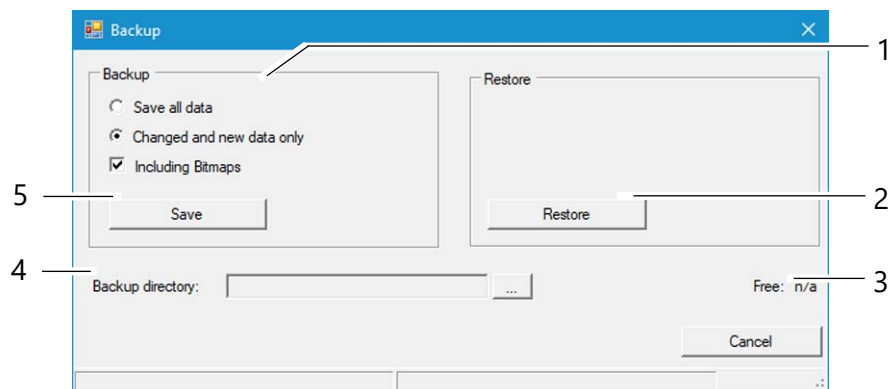 Backup
1
Backup
Restore
Save all data
Changed and new data only
Including Bitmaps
5
Save
Restore
2
4
Backup directory:
...
Free: n/a
3
Cancel